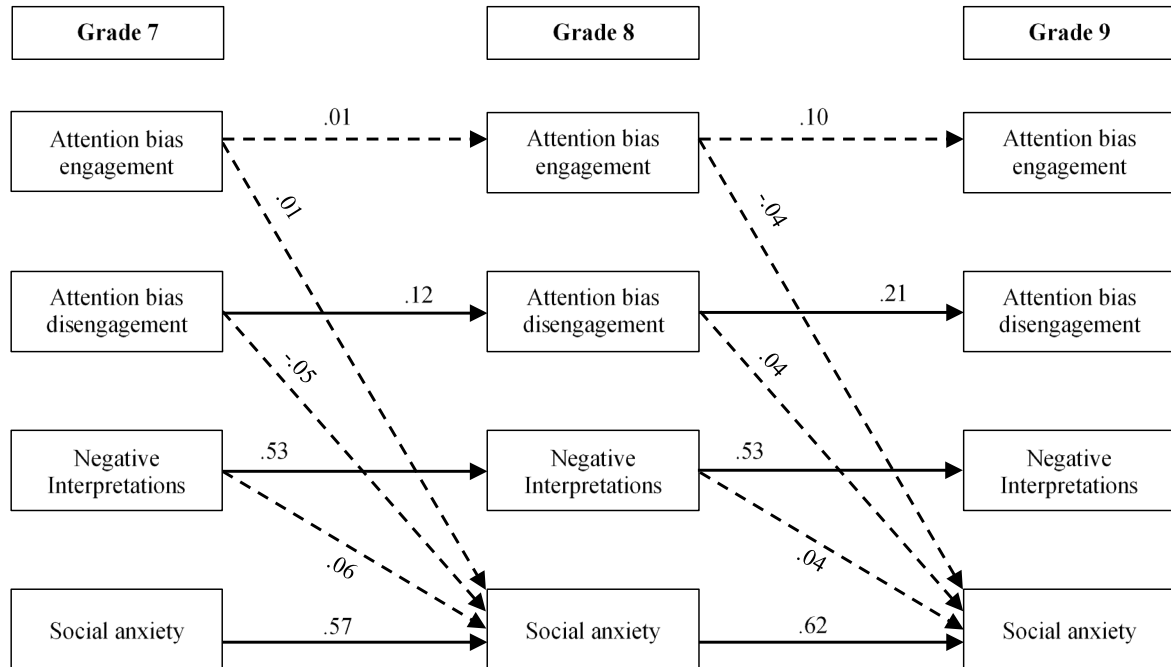 Grade 7
Grade 8
Grade 9
.01
.10
Attention bias
engagement
Attention bias
engagement
Attention bias
engagement
.01
-.04
.12
.21
Attention bias
disengagement
Attention bias
disengagement
Attention bias
disengagement
-.05
.04
.53
.53
Negative
Interpretations
Negative
Interpretations
Negative
Interpretations
.06
.04
Social anxiety
.57
Social anxiety
.62
Social anxiety